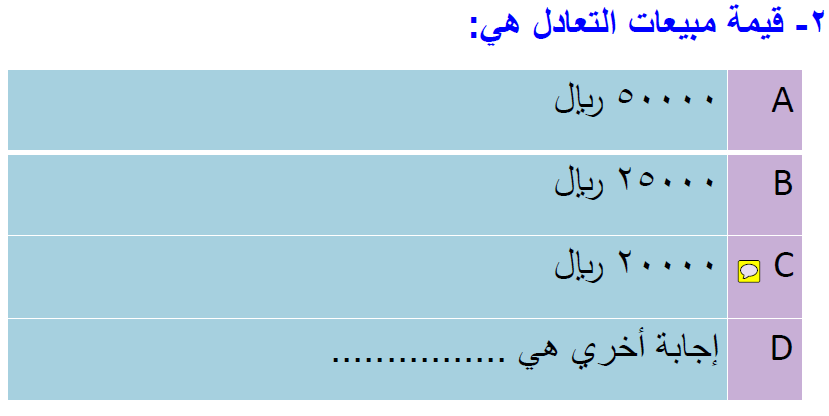 ٢- قيمة مبيعات التعادل هي:
A ٥٠٠٠٠ ريال
B ٢٥٠٠٠ ريال
C ٢٠٠٠٠ ريال
D إجابة أخري هي ................